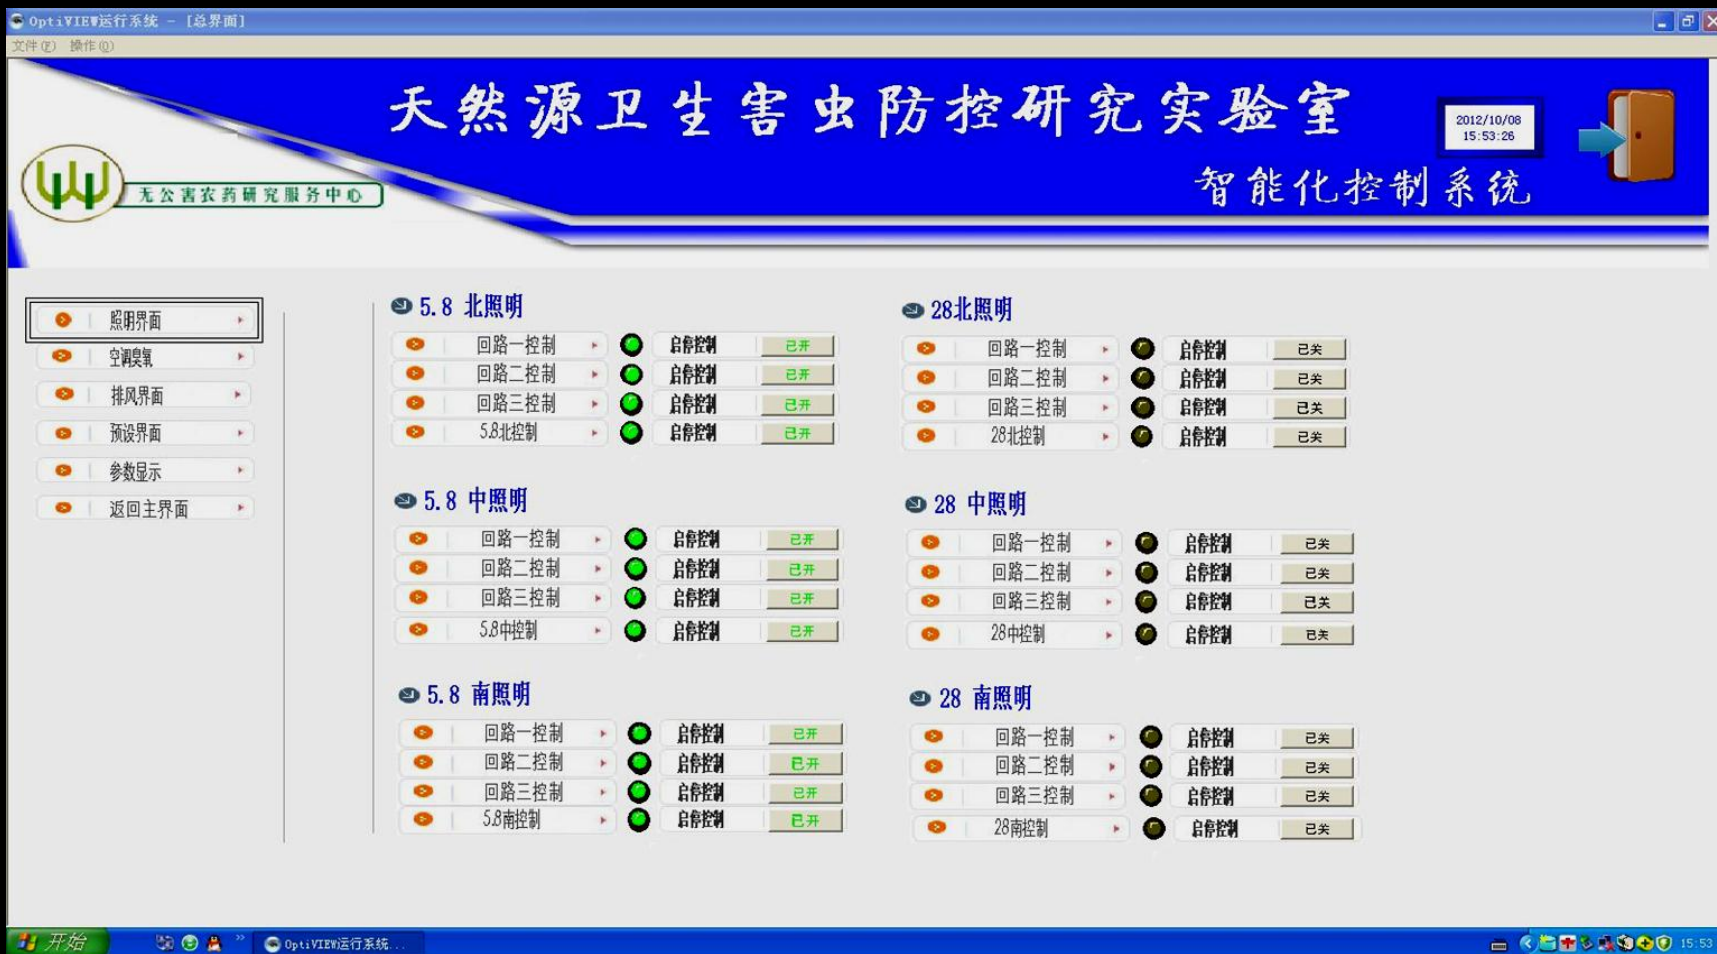 OptiVIEW运行系统 - [总界面]
文件(F) 操作(O)
天然源卫生害虫防控研究实验室
2012/10/08
15:53:26
智能化控制系统
无公害农药研究服务中心
照明界面
空调臭氧
排风界面
预设界面
参数显示
返回主界面
5.8 北照明
回路一控制 启停控制 已开
回路二控制 启停控制 已开
回路三控制 启停控制 已开
5.8北控制 启停控制 已开
5.8 中照明
回路一控制 启停控制 已开
回路二控制 启停控制 已开
回路三控制 启停控制 已开
5.8中控制 启停控制 已开
5.8 南照明
回路一控制 启停控制 已开
回路二控制 启停控制 已开
回路三控制 启停控制 已开
5.8南控制 启停控制 已开
28北照明
回路一控制 启停控制 已关
回路二控制 启停控制 已关
回路三控制 启停控制 已关
28北控制 启停控制 已关
28 中照明
回路一控制 启停控制 已关
回路二控制 启停控制 已关
回路三控制 启停控制 已关
28中控制 启停控制 已关
28 南照明
回路一控制 启停控制 已关
回路二控制 启停控制 已关
回路三控制 启停控制 已关
28南控制 启停控制 已关
开始 OptiVIEW运行系统... 15:53